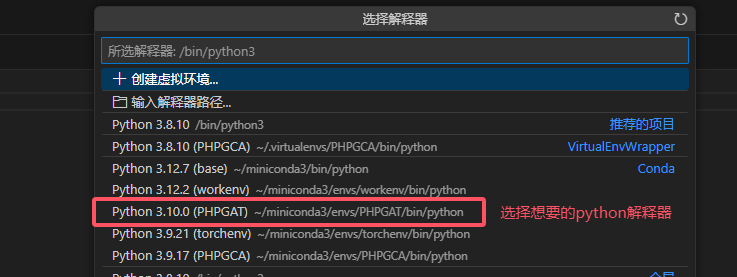 选择解释器
所选解释器: /bin/python3
创建虚拟环境...
输入解释器路径...
Python 3.8.10 /bin/python3 推荐的项目
Python 3.8.10 (PHPGCA) ~/.virtualenvs/PHPGCA/bin/python VirtualEnvWrapper
Python 3.12.7 (base) ~/miniconda3/bin/python Conda
Python 3.12.2 (workenv) ~/miniconda3/envs/workenv/bin/python
Python 3.10.0 (PHPGAT) ~/miniconda3/envs/PHPGAT/bin/python 选择想要的python解释器
Python 3.9.21 (torchenv) ~/miniconda3/envs/torchenv/bin/python
Python 3.9.17 (PHPGCA) ~/miniconda3/envs/PHPGCA/bin/python